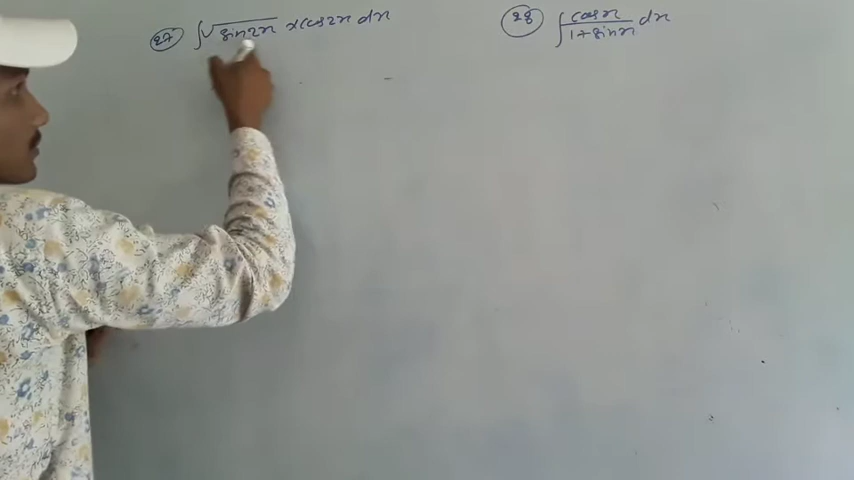 (27) ∫√sin2x x cos2x dx
(28) ∫ cosx / 1+sinx dx